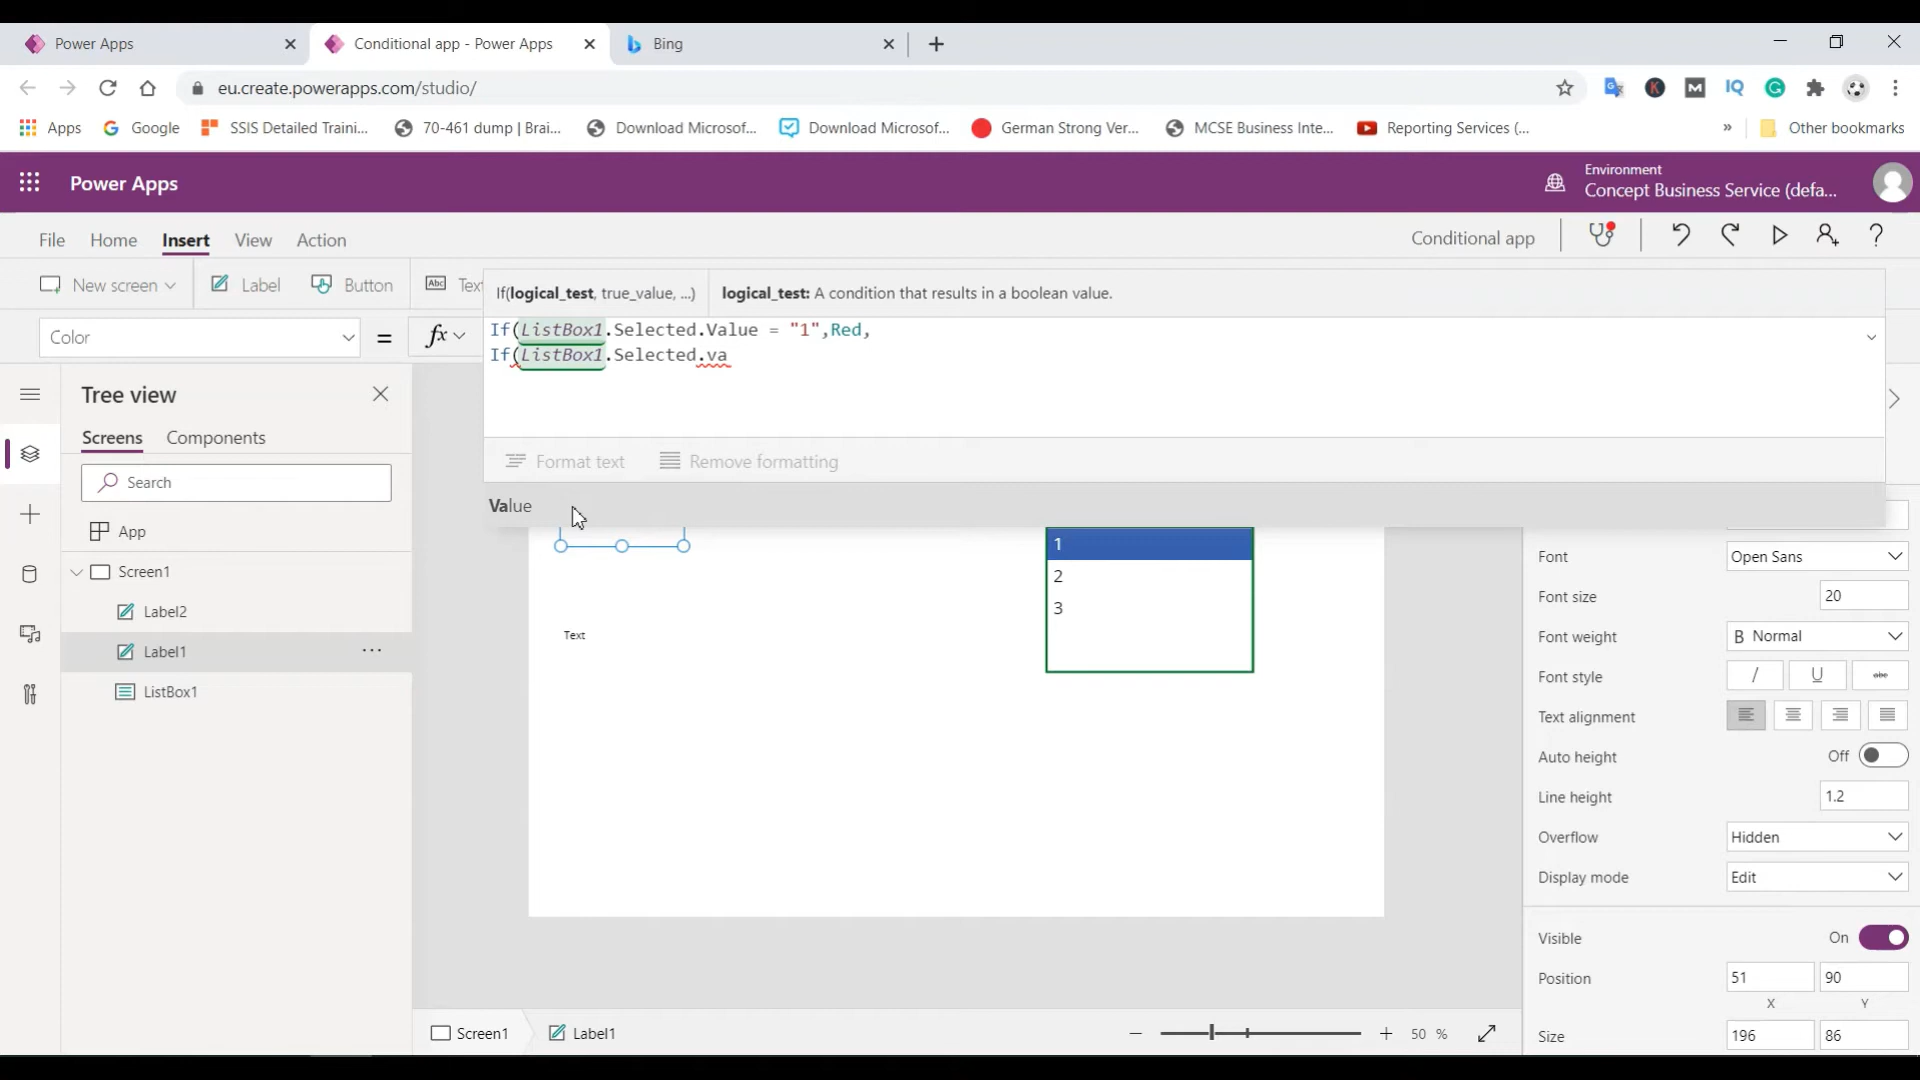 Power Apps
Conditional app - Power Apps
Bing
eu.create.powerapps.com/studio/
Apps
Google
SSIS Detailed Traini...
70-461 dump | Brai...
Download Microsof...
Download Microsof...
German Strong Ver...
MCSE Business Inte...
Reporting Services (...
»
Other bookmarks
Power Apps
Environment
Concept Business Service (defa...
File
Home
Insert
View
Action
Conditional app
New screen
Label
Button
Abc
Tex
If(logical_test, true_value, ...)
logical_test: A condition that results in a boolean value.
Color
=
fx
If(ListBox1.Selected.Value = "1",Red,
If(ListBox1.Selected.va
Format text
Remove formatting
Value
Tree view
Screens
Components
Search
App
Screen1
Label2
Label1
...
ListBox1
1
2
3
Text
Font
Open Sans
Font size
20
Font weight
B Normal
Font style
/
U
abc
Text alignment
Auto height
Off
Line height
1.2
Overflow
Hidden
Display mode
Edit
Visible
On
Position
51
90
X
Y
Size
196
86
Screen1
Label1
50 %